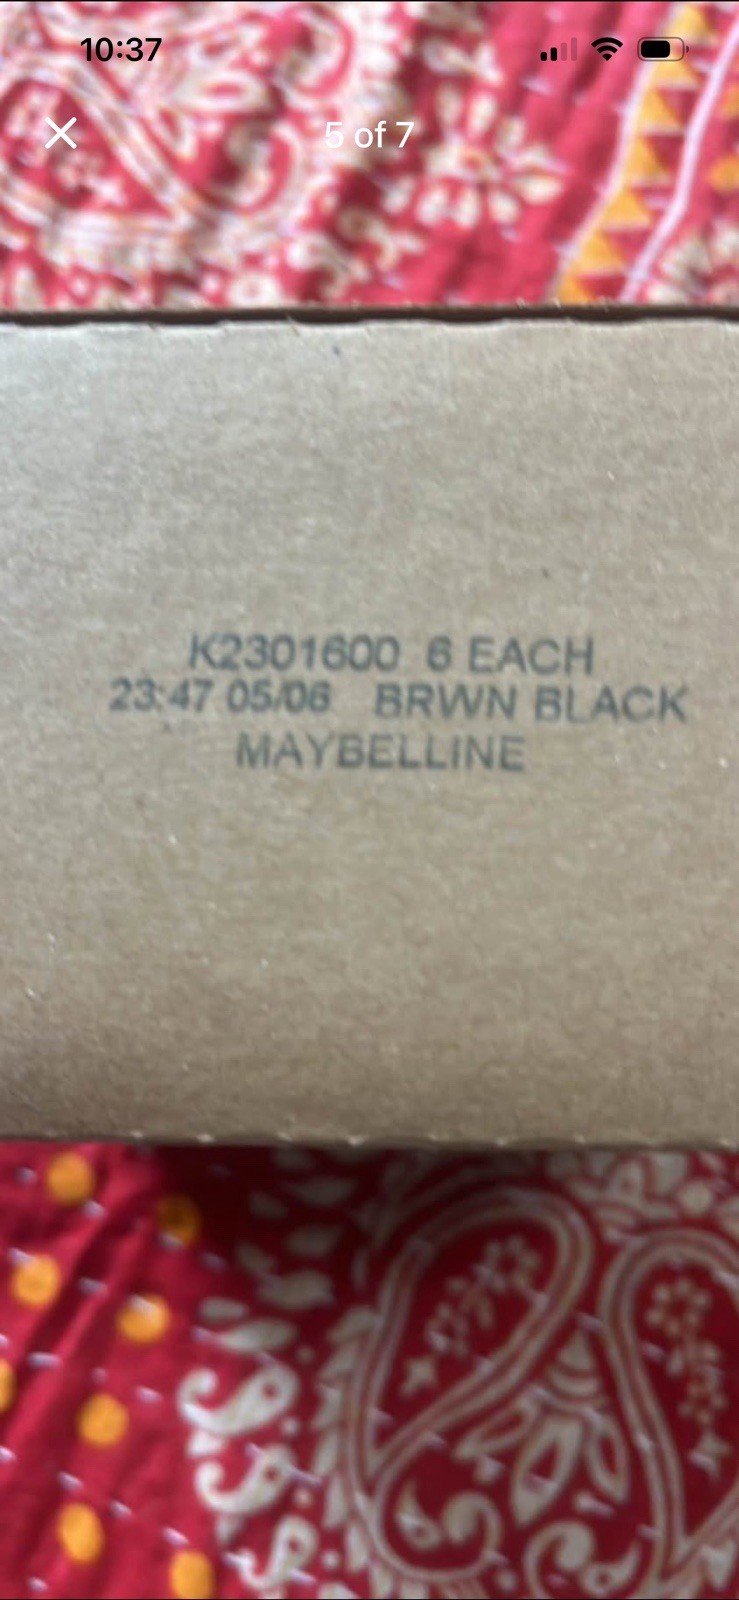 10:37
5 of 7
K2301600 6 EACH
23:47 05/06 BRWN BLACK
MAYBELLINE